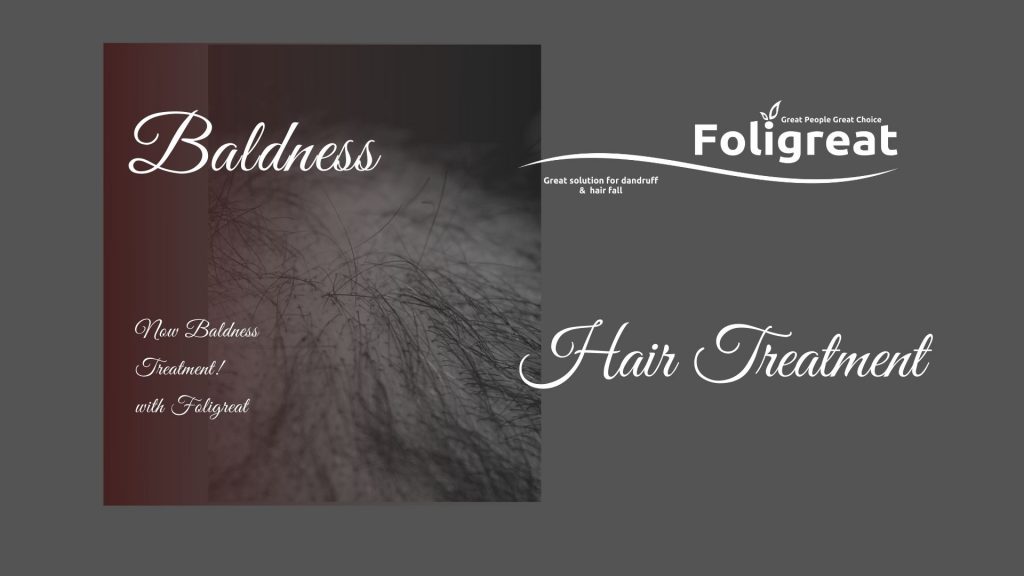 Baldness
Now Baldness
Treatment!
with Foligreat
Great People Great Choice
Foligreat
Great solution for dandruff
& hair fall
Hair Treatment